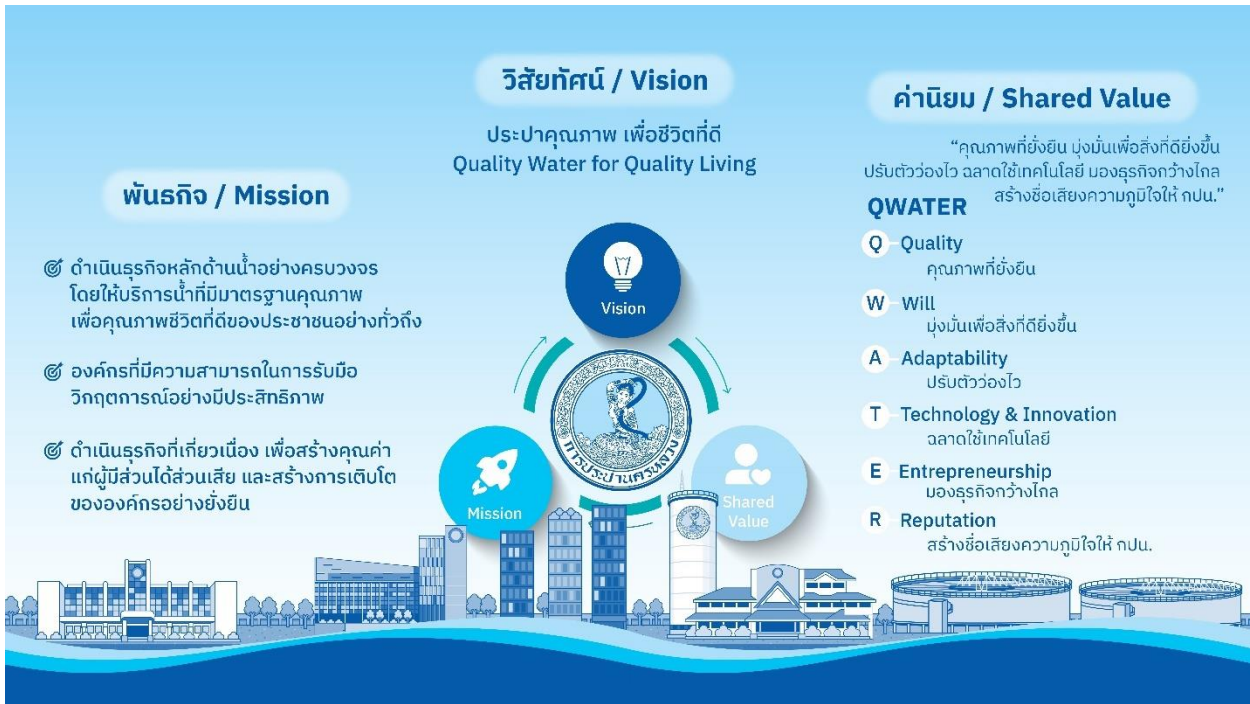 วิสัยทัศน์ / Vision
ประปาคุณภาพ เพื่อชีวิตที่ดี
Quality Water for Quality Living
พันธกิจ / Mission
ดำเนินธุรกิจหลักด้านน้ำอย่างครบวงจร
โดยให้บริการน้ำที่มีมาตรฐานคุณภาพ
เพื่อคุณภาพชีวิตที่ดีของประชาชนอย่างทั่วถึง
องค์กรที่มีความสามารถในการรับมือ
วิกฤตการณ์อย่างมีประสิทธิภาพ
ดำเนินธุรกิจที่เกี่ยวเนื่อง เพื่อสร้างคุณค่า
แก่ผู้มีส่วนได้ส่วนเสีย และสร้างการเติบโต
ขององค์กรอย่างยั่งยืน
Vision
การประปานครหลวง
Mission
Shared
Value
ค่านิยม / Shared Value
“คุณภาพที่ยั่งยืน มุ่งมั่นเพื่อสิ่งที่ดียิ่งขึ้น
ปรับตัวว่องไว ฉลาดใช้เทคโนโลยี มองธุรกิจกว้างไกล
สร้างชื่อเสียงความภูมิใจให้ กปน.”
QWATER
Q Quality
คุณภาพที่ยั่งยืน
W Will
มุ่งมั่นเพื่อสิ่งที่ดียิ่งขึ้น
A Adaptability
ปรับตัวว่องไว
T Technology & Innovation
ฉลาดใช้เทคโนโลยี
E Entrepreneurship
มองธุรกิจกว้างไกล
R Reputation
สร้างชื่อเสียงความภูมิใจให้ กปน.